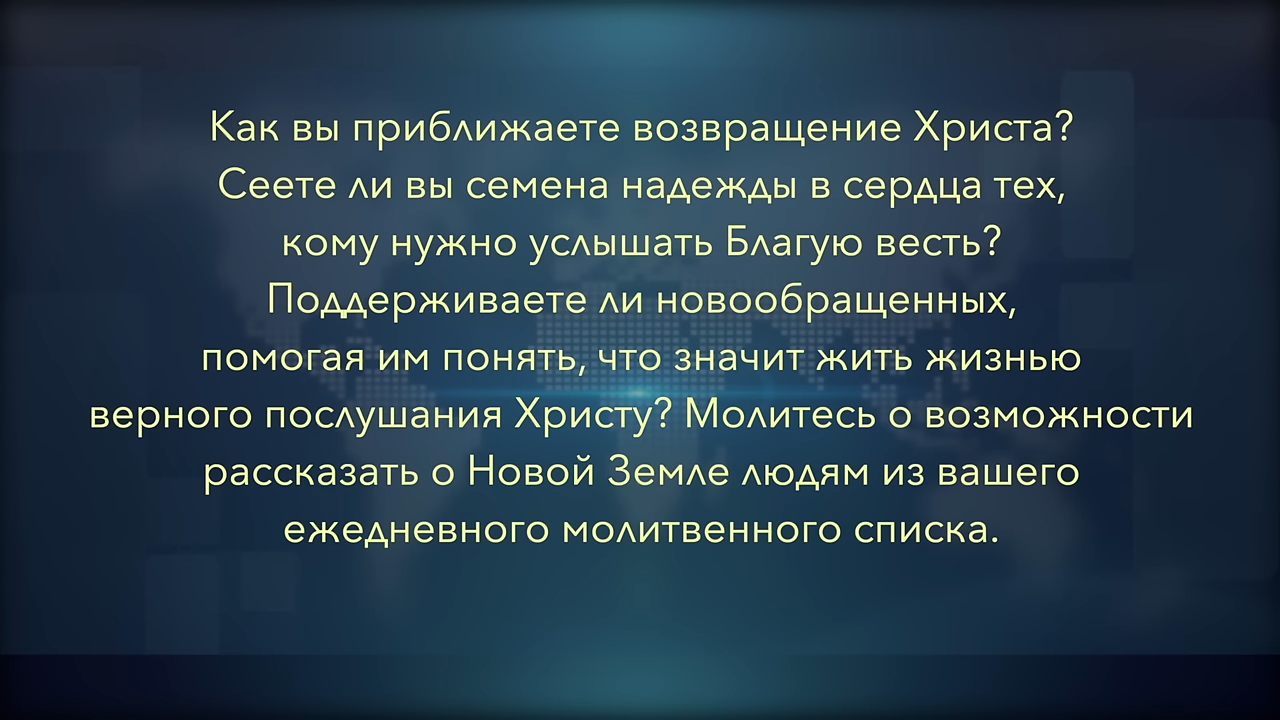 Как вы приближаете возвращение Христа?
Сеете ли вы семена надежды в сердца тех,
кому нужно услышать Благую весть?
Поддерживаете ли новообращенных,
помогая им понять, что значит жить жизнью
верного послушания Христу? Молитесь о возможности
рассказать о Новой Земле людям из вашего
ежедневного молитвенного списка.